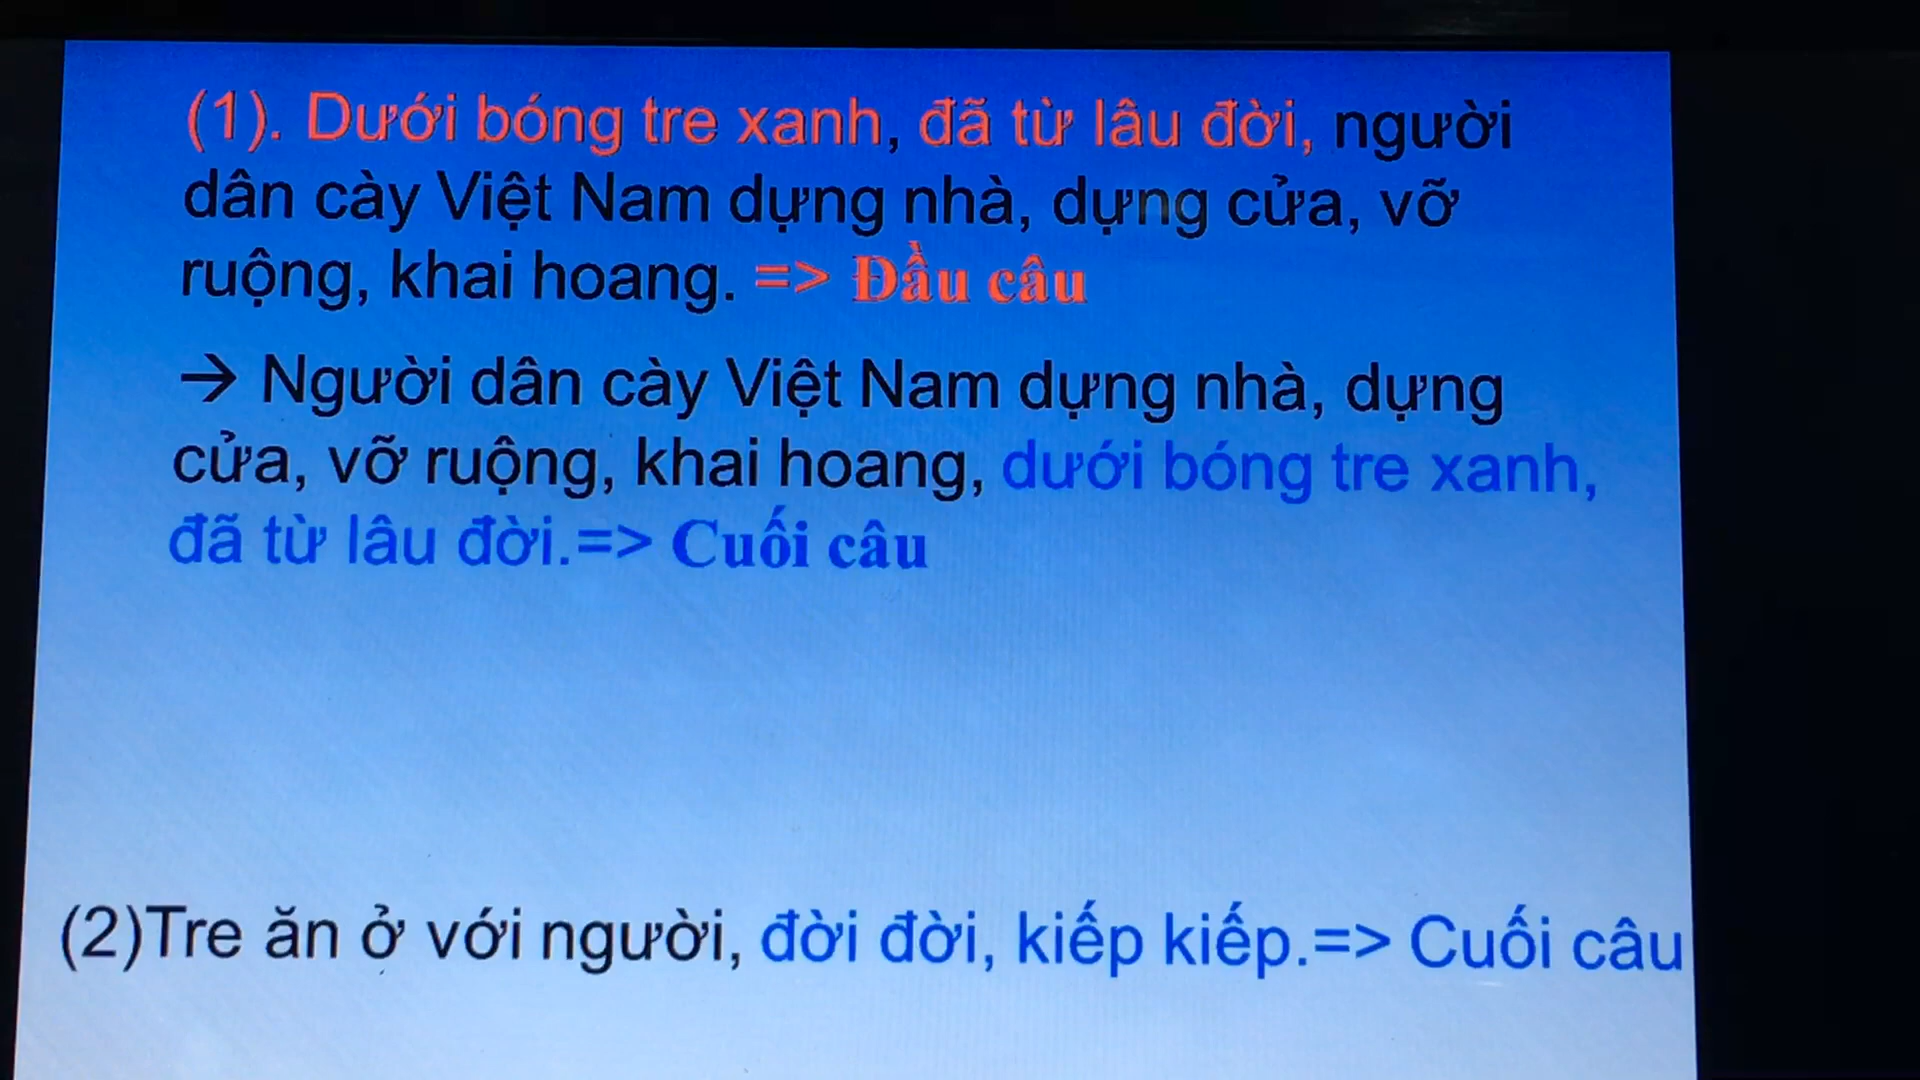 (1). Dưới bóng tre xanh, đã từ lâu đời, người
dân cày Việt Nam dựng nhà, dựng cửa, vỡ
ruộng, khai hoang. => Đầu câu
→ Người dân cày Việt Nam dựng nhà, dựng
cửa, vỡ ruộng, khai hoang, dưới bóng tre xanh,
đã từ lâu đời.=> Cuối câu
(2)Tre ăn ở với người, đời đời, kiếp kiếp.=> Cuối câu